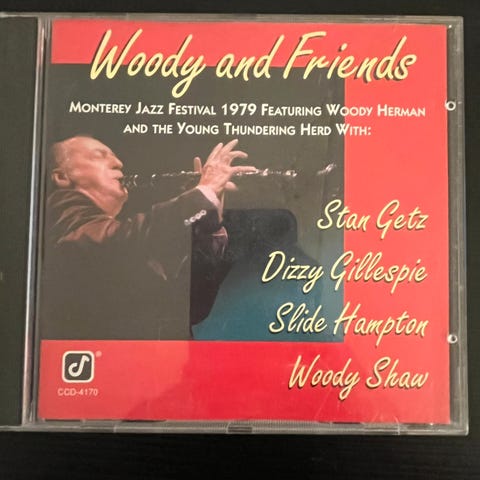 Woody and Friends
MONTEREY JAZZ FESTIVAL 1979 FEATURING WOODY HERMAN
AND THE YOUNG THUNDERING HERD WITH:
Stan Getz
Dizzy Gillespie
Slide Hampton
Woody Shaw
®
CCD-4170